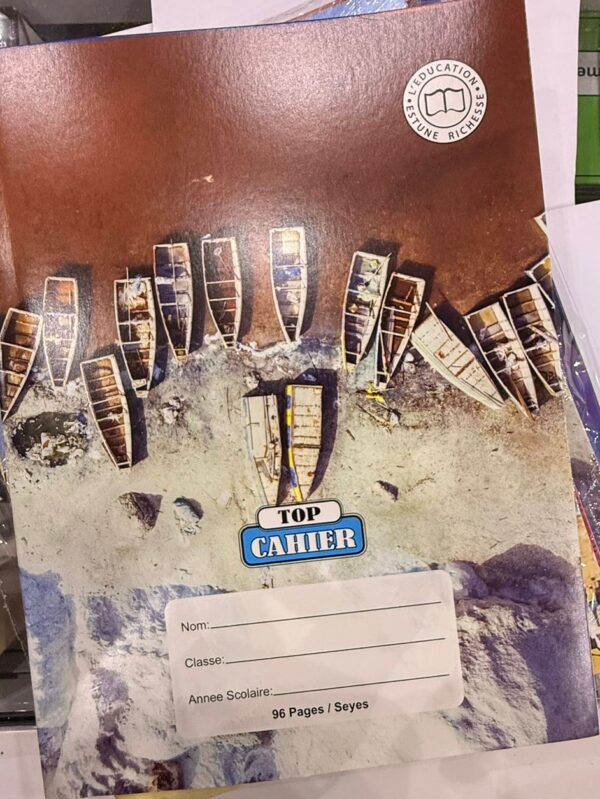 L'EDUCATION
ESTUNE RICHESSE
TOP
CAHIER
Nom:
Classe:
Annee Scolaire:
96 Pages / Seyes